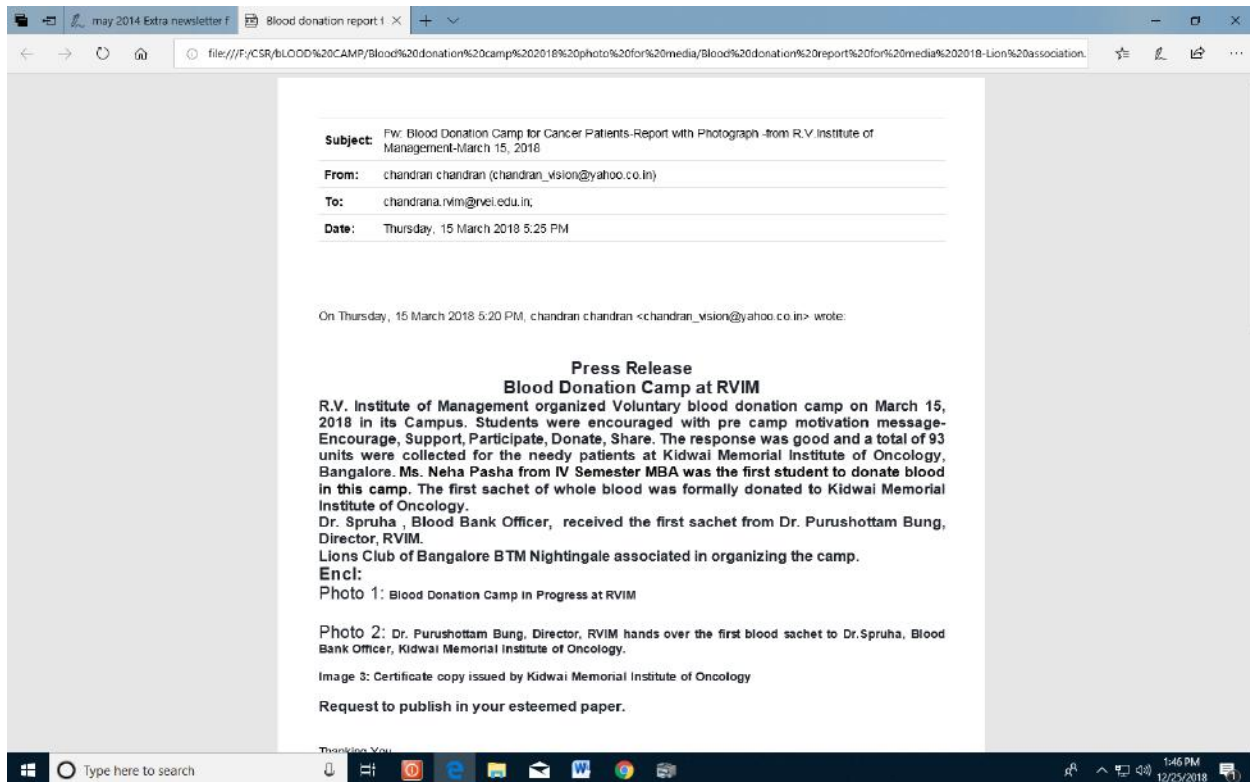 may 2014 Extra newsletter f
Blood donation report f
file:///F:/CSR/bLOOD%20CAMP/Blood%20donation%20camp%202018%20photo%20for%20media/Blood%20donation%20report%20for%20media%202018-Lion%20association.
Subject: Fw: Blood Donation Camp for Cancer Patients-Report with Photograph -from R.V.Institute of
Management-March 15, 2018
From: chandran chandran (chandran_vision@yahoo.co.in)
To: chandrana.rvim@rvei.edu.in;
Date: Thursday, 15 March 2018 5:25 PM
On Thursday, 15 March 2018 5:20 PM, chandran chandran <chandran_vision@yahoo.co.in> wrote:
Press Release
Blood Donation Camp at RVIM
R.V. Institute of Management organized Voluntary blood donation camp on March 15,
2018 in its Campus. Students were encouraged with pre camp motivation message-
Encourage, Support, Participate, Donate, Share. The response was good and a total of 93
units were collected for the needy patients at Kidwai Memorial Institute of Oncology,
Bangalore. Ms. Neha Pasha from IV Semester MBA was the first student to donate blood
in this camp. The first sachet of whole blood was formally donated to Kidwai Memorial
Institute of Oncology.
Dr. Spruha , Blood Bank Officer, received the first sachet from Dr. Purushottam Bung,
Director, RVIM.
Lions Club of Bangalore BTM Nightingale associated in organizing the camp.
Encl:
Photo 1: Blood Donation Camp in Progress at RVIM
Photo 2: Dr. Purushottam Bung, Director, RVIM hands over the first blood sachet to Dr.Spruha, Blood
Bank Officer, Kidwai Memorial Institute of Oncology.
Image 3: Certificate copy issued by Kidwai Memorial Institute of Oncology
Request to publish in your esteemed paper.
Thanking You
Type here to search
1:46 PM
12/25/2018